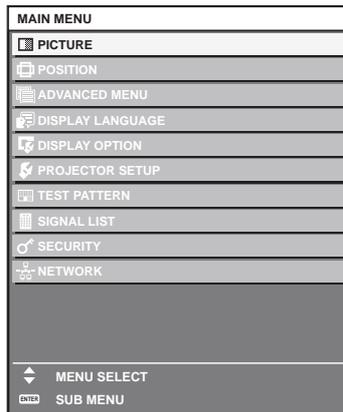 MAIN MENU
PICTURE
POSITION
ADVANCED MENU
DISPLAY LANGUAGE
DISPLAY OPTION
PROJECTOR SETUP
TEST PATTERN
SIGNAL LIST
SECURITY
NETWORK
MENU SELECT
ENTER SUB MENU